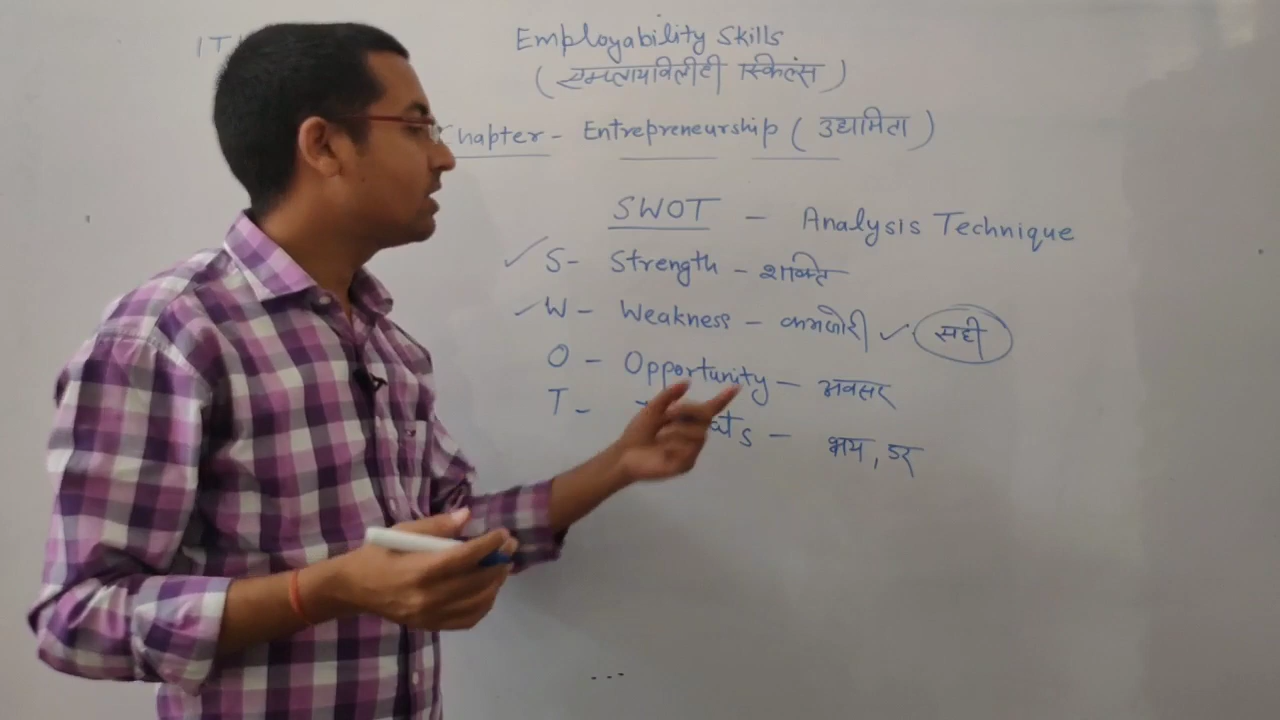 Employability Skills
(एम्प्लायबिलीटी स्किल्स)
Chapter - Entrepreneurship (उद्यमिता)
SWOT - Analysis Technique
✓ S- Strength - शक्ति
✓ W - Weakness - कमजोरी ✓ सही
O - Opportunity - अवसर
T - - भय, डर